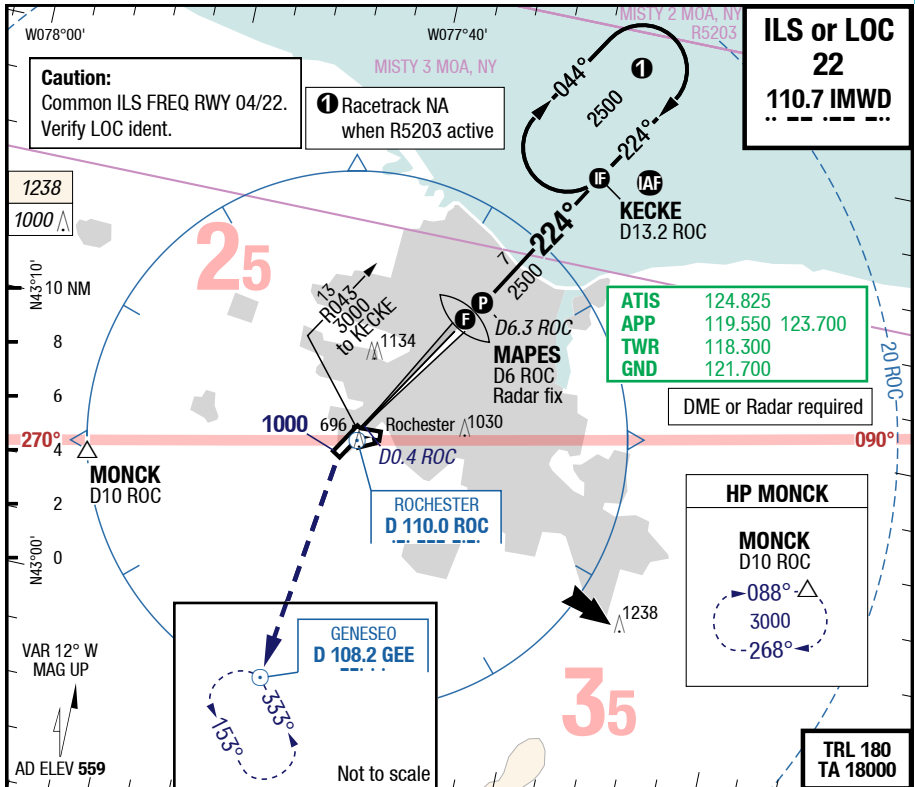 W078°00'
W077°40'
MISTY 2 MOA, NY
R5203
ILS or LOC
22
110.7 IMWD
MISTY 3 MOA, NY
Caution:
Common ILS FREQ RWY 04/22.
Verify LOC ident.
1 Racetrack NA
when R5203 active
1
044°
2500
224°
IF
IAF
KECKE
D13.2 ROC
1238
1000
25
224°
7
2500
N43°10'
10 NM
8
6
4
2
0
N43°00'
13
R043
3000
to KECKE
1134
P
F
D6.3 ROC
MAPES
D6 ROC
Radar fix
ATIS 124.825
APP 119.550 123.700
TWR 118.300
GND 121.700
20 ROC
DME or Radar required
1000
696
Rochester
1030
270°
090°
D0.4 ROC
MONCK
D10 ROC
ROCHESTER
D 110.0 ROC
HP MONCK
MONCK
D10 ROC
088°
3000
268°
1238
GENESEO
D 108.2 GEE
333°
153°
Not to scale
35
VAR 12° W
MAG UP
AD ELEV 559
TRL 180
TA 18000